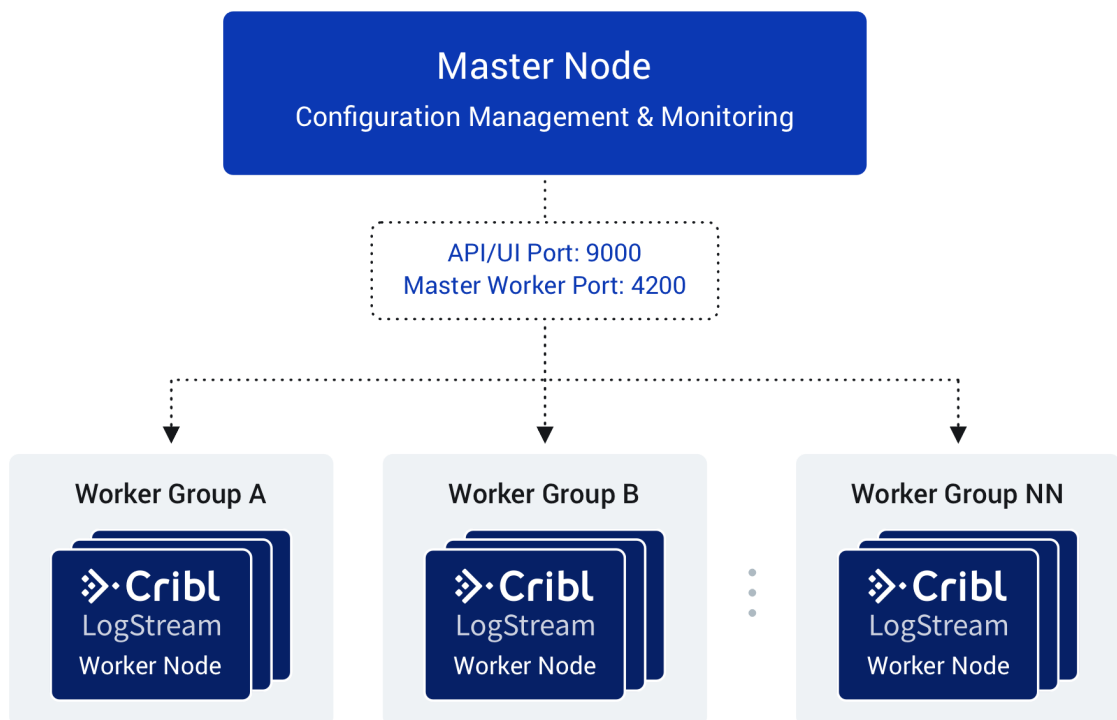 Master Node
Configuration Management & Monitoring
API/UI Port: 9000
Master Worker Port: 4200
Worker Group A
Cribl
LogStream
Worker Node
Worker Group B
Cribl
LogStream
Worker Node
Worker Group NN
Cribl
LogStream
Worker Node